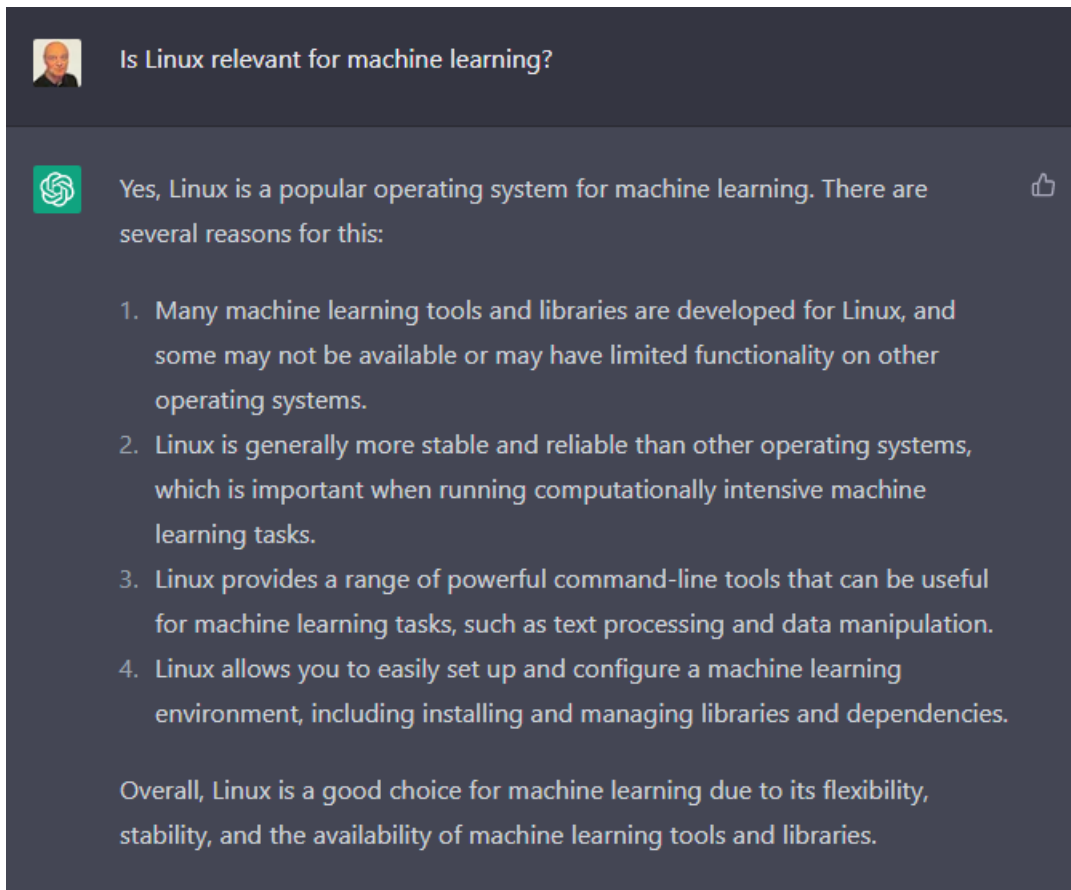 Is Linux relevant for machine learning?
Yes, Linux is a popular operating system for machine learning. There are
several reasons for this:
1. Many machine learning tools and libraries are developed for Linux, and
some may not be available or may have limited functionality on other
operating systems.
2. Linux is generally more stable and reliable than other operating systems,
which is important when running computationally intensive machine
learning tasks.
3. Linux provides a range of powerful command-line tools that can be useful
for machine learning tasks, such as text processing and data manipulation.
4. Linux allows you to easily set up and configure a machine learning
environment, including installing and managing libraries and dependencies.
Overall, Linux is a good choice for machine learning due to its flexibility,
stability, and the availability of machine learning tools and libraries.